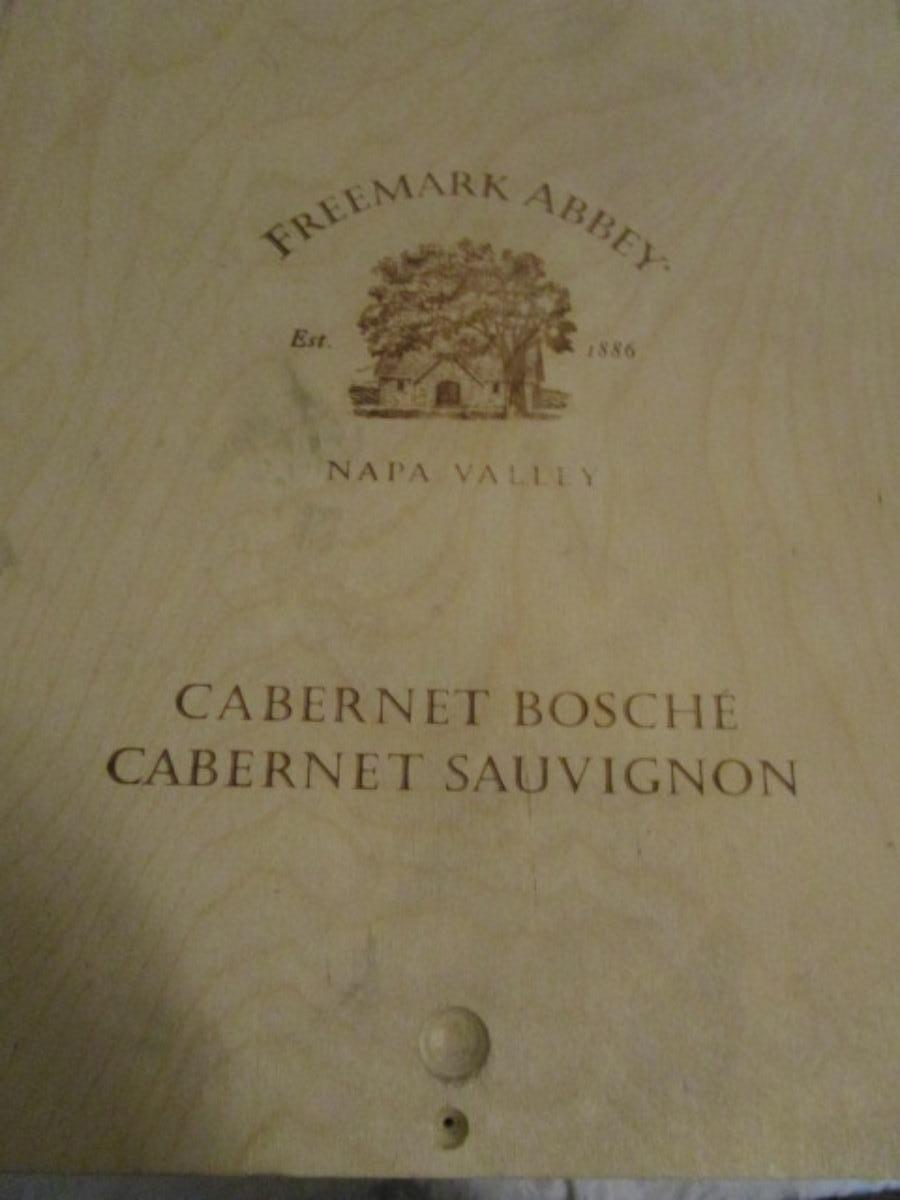 FREEMARK ABBEY
Est. 1886
NAPA VALLEY
CABERNET BOSCHÉ
CABERNET SAUVIGNON